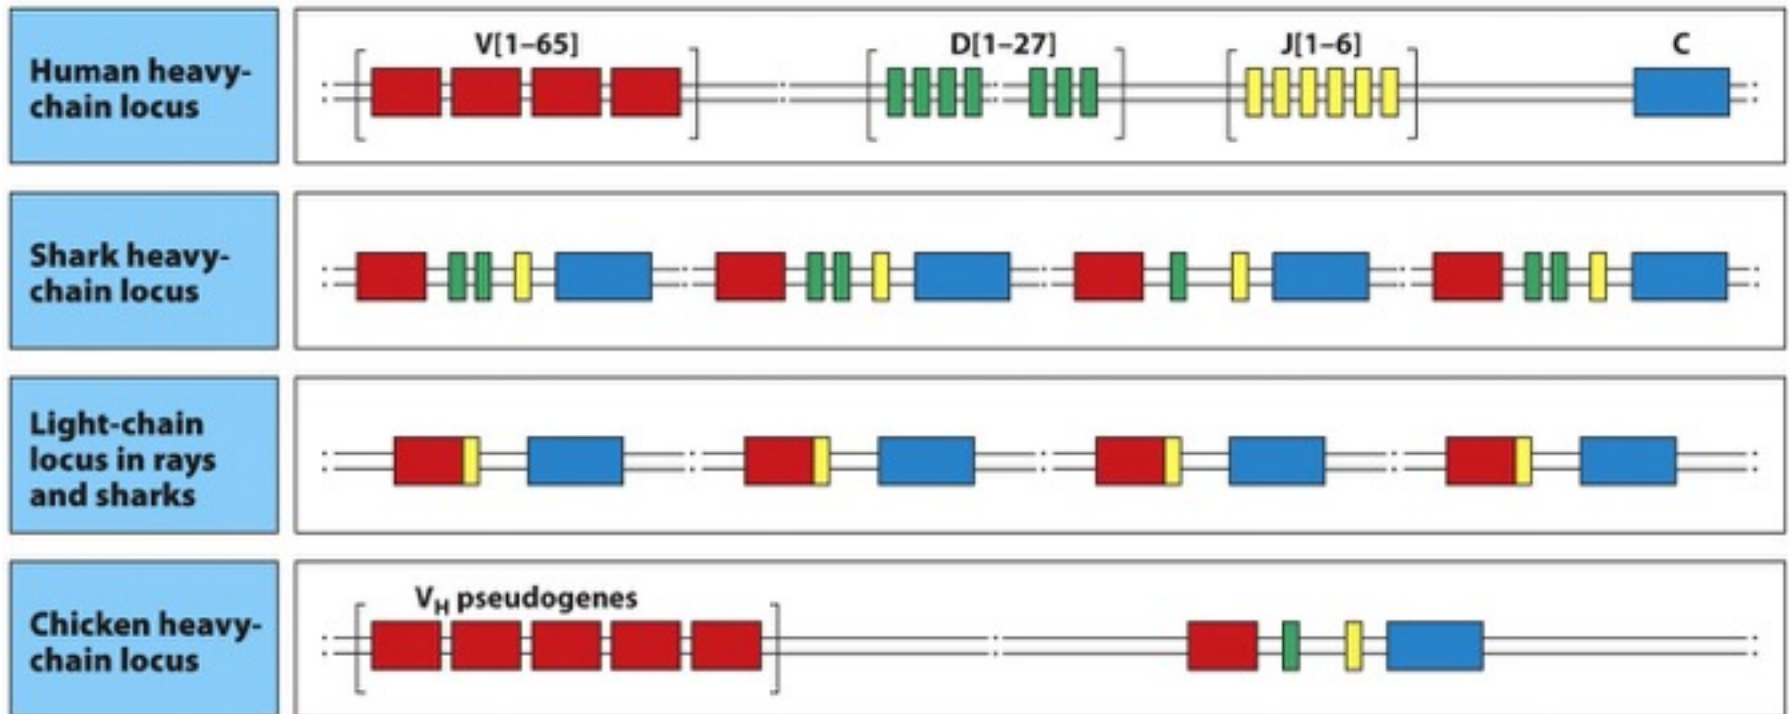 Human heavy-
chain locus
V[1–65]
D[1–27]
J[1–6]
C
Shark heavy-
chain locus
Light-chain
locus in rays
and sharks
Chicken heavy-
chain locus
VH pseudogenes